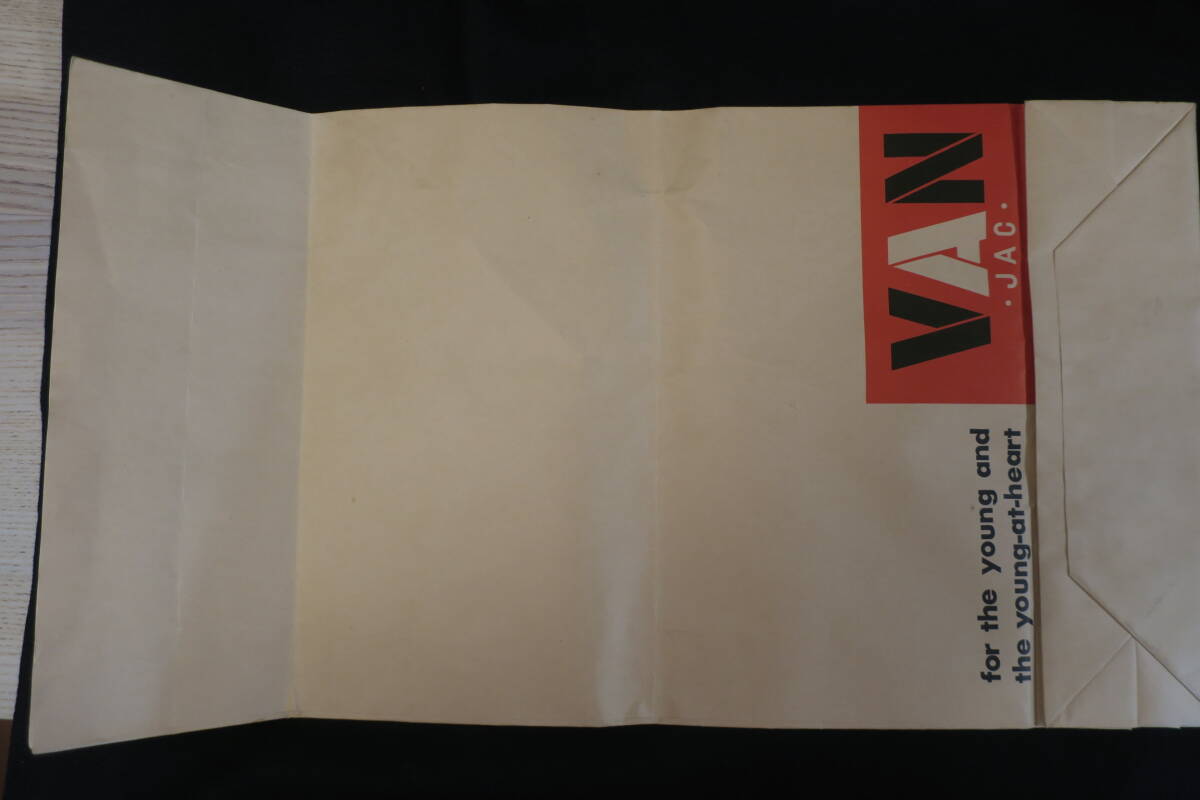 VAN
·JAC·
for the young and
the young-at-heart